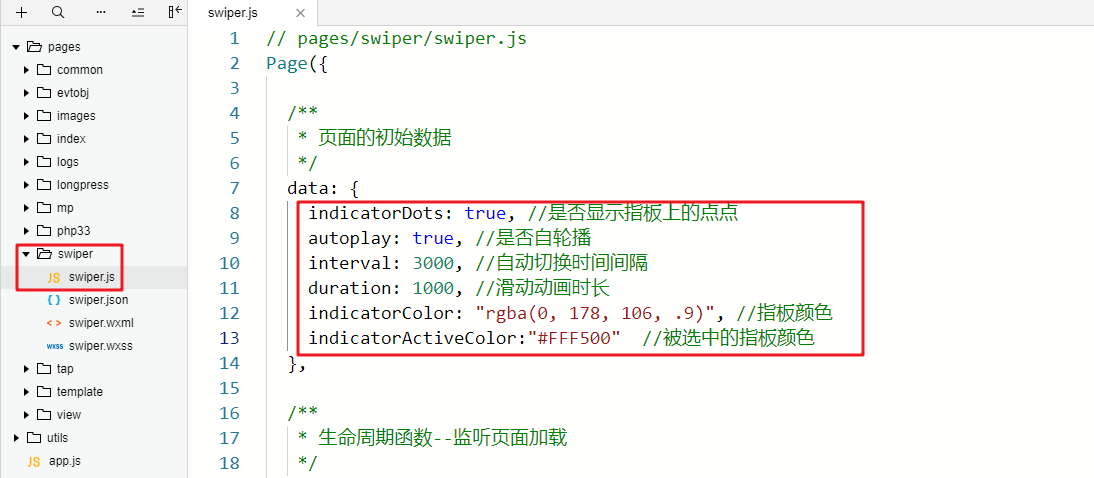 swiper.js
pages
common
evtobj
images
index
logs
longpress
mp
php33
swiper
JS swiper.js
{ } swiper.json
< > swiper.wxml
wxss swiper.wxss
tap
template
view
utils
JS app.js
1 // pages/swiper/swiper.js
2 Page({
3
4 /**
5 * 页面的初始数据
6 */
7 data: {
8 indicatorDots: true, //是否显示指板上的点点
9 autoplay: true, //是否自轮播
10 interval: 3000, //自动切换时间间隔
11 duration: 1000, //滑动动画时长
12 indicatorColor: "rgba(0, 178, 106, .9)", //指板颜色
13 indicatorActiveColor:"#FFF500"  //被选中的指板颜色
14 },
15
16 /**
17 * 生命周期函数--监听页面加载
18 */